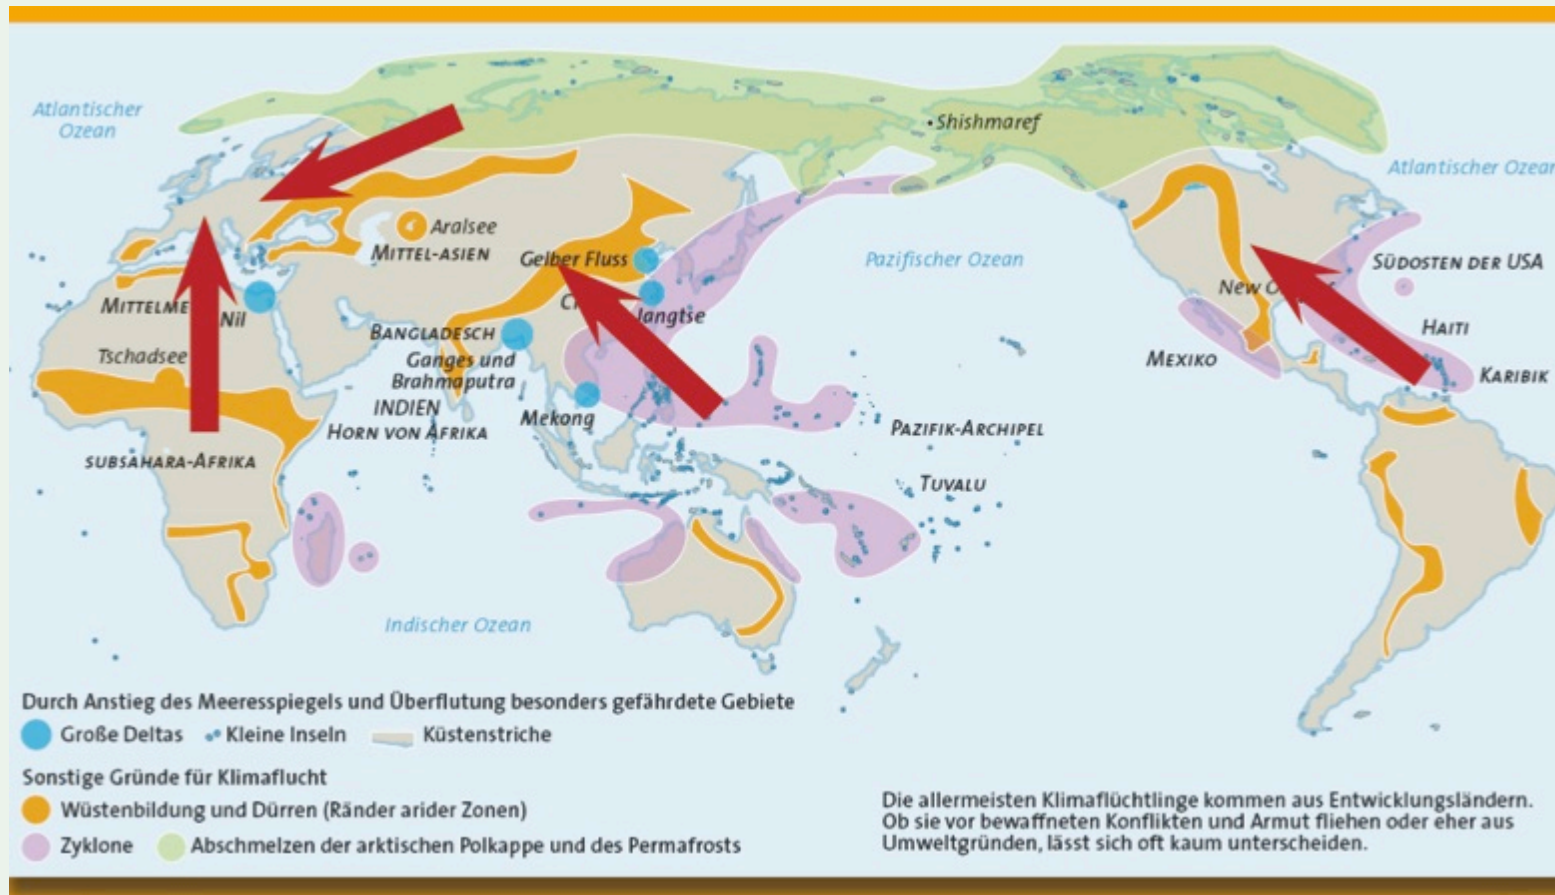 Atlantischer
Ozean
Shishmaref
Atlantischer Ozean
Aralsee
MITTEL-ASIEN
Gelber Fluss
Pazifischer Ozean
SÜDOSTEN DER USA
MITTELME
Nil
Jangtse
New O
BANGLADESCH
HAITI
Tschadsee
Ganges und
Brahmaputra
MEXIKO
KARIBIK
INDIEN
Mekong
HORN VON AFRIKA
PAZIFIK-ARCHIPEL
SUBSAHARA-AFRIKA
TUVALU
Indischer Ozean
Durch Anstieg des Meeresspiegels und Überflutung besonders gefährdete Gebiete
Große Deltas Kleine Inseln Küstenstriche
Sonstige Gründe für Klimaflucht
Wüstenbildung und Dürren (Ränder arider Zonen)
Zyklone Abschmelzen der arktischen Polkappe und des Permafrosts
Die allermeisten Klimaflüchtlinge kommen aus Entwicklungsländern.
Ob sie vor bewaffneten Konflikten und Armut fliehen oder eher aus
Umweltgründen, lässt sich oft kaum unterscheiden.